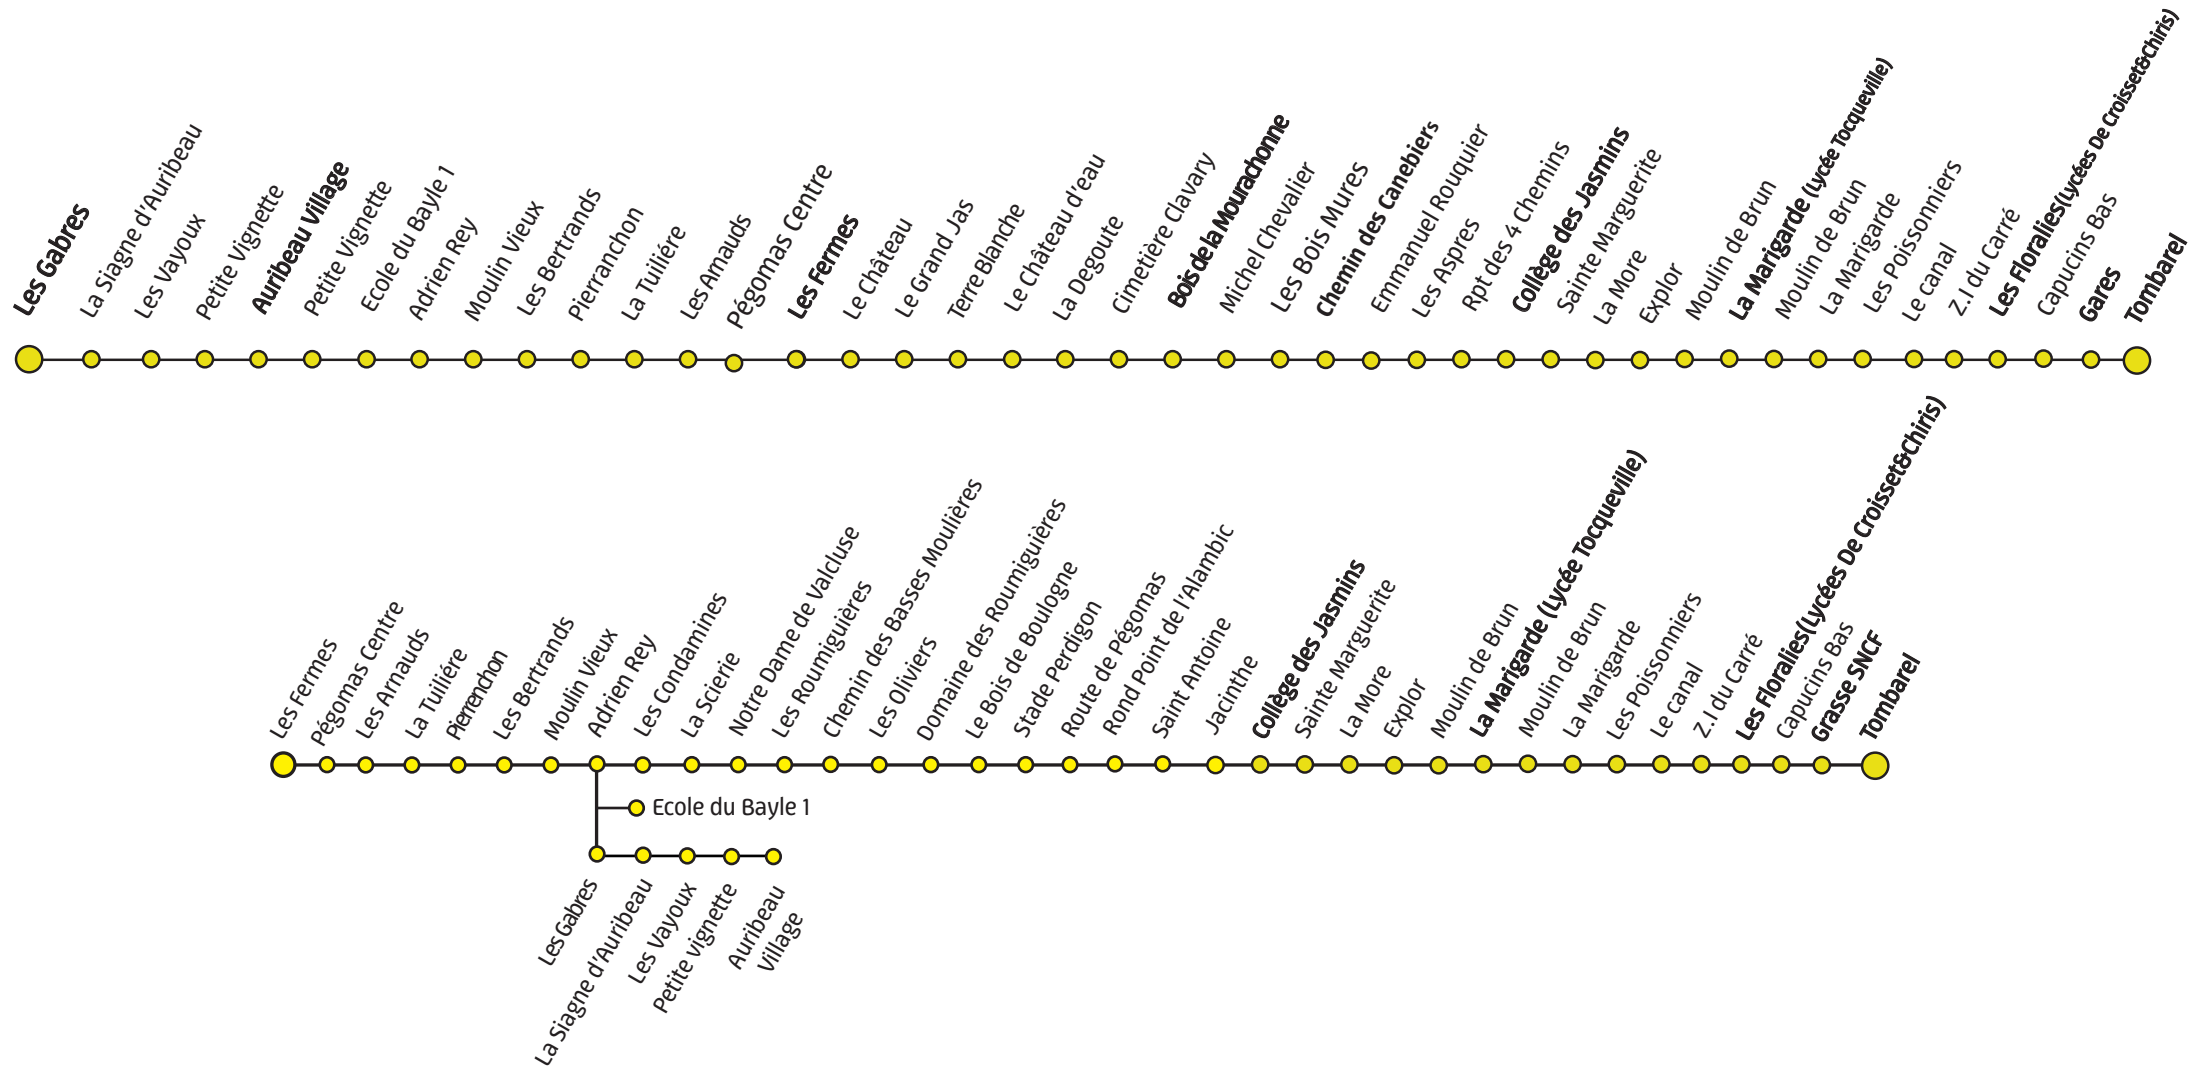 Les Gabres
La Siagne d'Auribeau
Les Vayoux
Petite Vignette
Auribeau Village
Petite Vignette
Ecole du Bayle 1
Adrien Rey
Moulin Vieux
Les Bertrands
Pierranchon
La Tuiliére
Les Arnauds
Pégomas Centre
Les Fermes
Le Château
Le Grand Jas
Terre Blanche
Le Château d'eau
La Degoute
Cimetière Clavary
Bois de la Mourachonne
Michel Chevalier
Les Bois Mures
Chemin des Canebiers
Emmanuel Rouquier
Les Aspres
Rpt des 4 Chemins
Collège des Jasmins
Sainte Marguerite
La More
Explor
Moulin de Brun
La Marigarde (Lycée Tocqueville)
Moulin de Brun
La Marigarde
Les Poissonniers
Le canal
Z.I du Carré
Les Floralies(Lycées De Croisset&Chiris)
Capucins Bas
Gares
Tombarel
Les Fermes
Pégomas Centre
Les Arnauds
La Tuiliére
Pierrenchon
Les Bertrands
Moulin Vieux
Adrien Rey
Les Condamines
La Scierie
Notre Dame de Valcluse
Les Roumiguières
Chemin des Basses Moulières
Les Oliviers
Domaine des Roumiguières
Le Bois de Boulogne
Stade Perdigon
Route de Pégomas
Rond Point de l'Alambic
Saint Antoine
Jacinthe
Collège des Jasmins
Sainte Marguerite
La More
Explor
Moulin de Brun
La Marigarde (Lycée Tocqueville)
Moulin de Brun
La Marigarde
Les Poissonniers
Le canal
Z.I du Carré
Les Floralies(Lycées De Croisset&Chiris)
Capucins Bas
Grasse SNCF
Tombarel
Ecole du Bayle 1
Les Gabres
La Siagne d'Auribeau
Les Vayoux
Petite vignette
Auribeau
Village